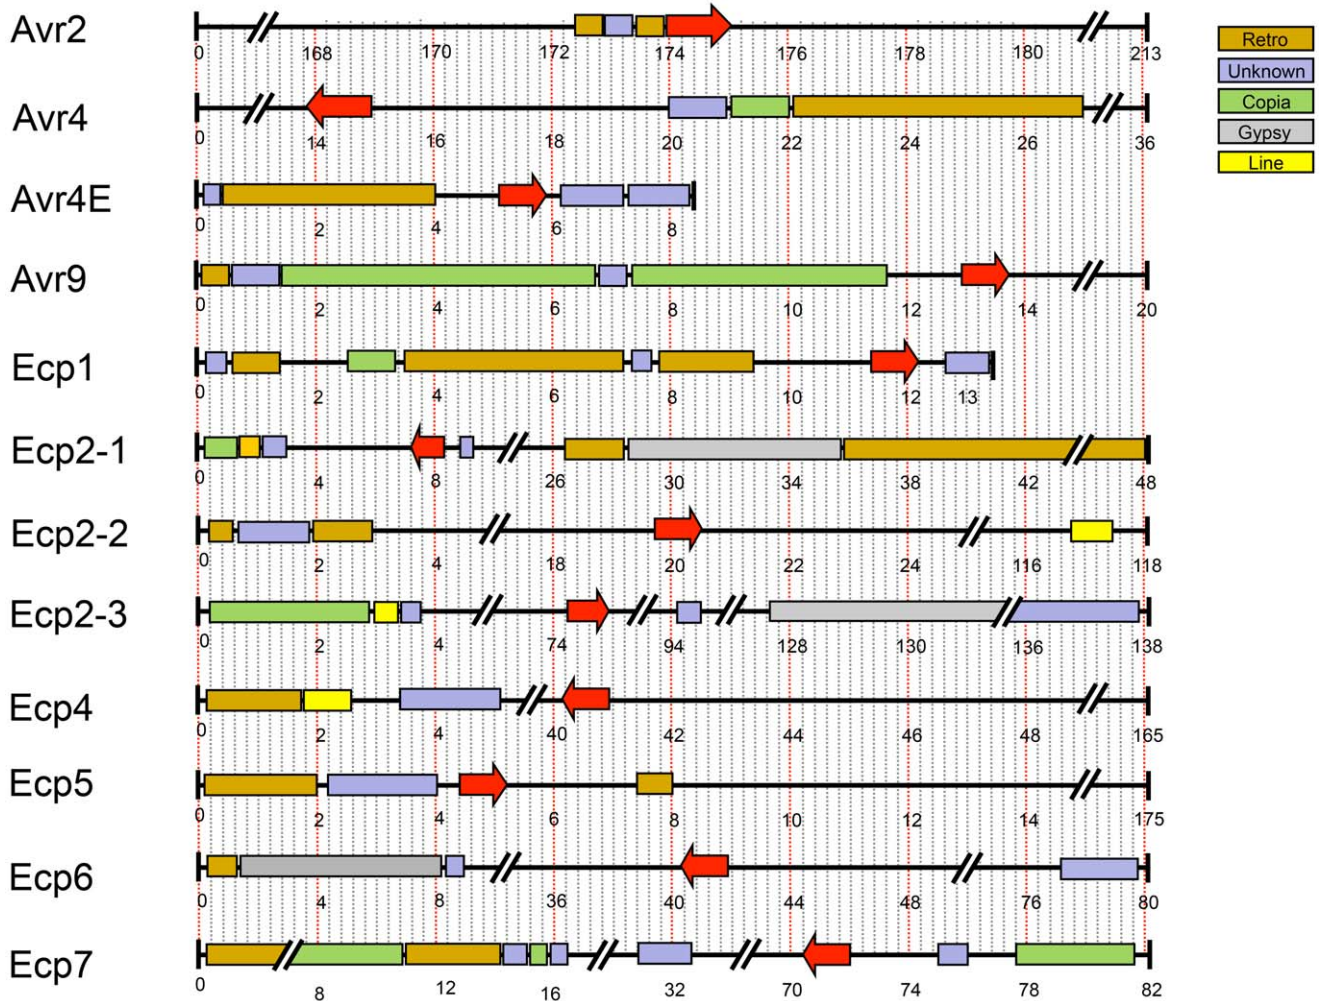 Avr2
0 168 170 172 174 176 178 180 213
Retro
Unknown
Copia
Gypsy
Line
Avr4
0 14 16 18 20 22 24 26 36
Avr4E
0 2 4 6 8
Avr9
0 2 4 6 8 10 12 14 20
Ecp1
0 2 4 6 8 10 12 13
Ecp2-1
0 4 8 26 30 34 38 42 48
Ecp2-2
0 2 4 18 20 22 24 116 118
Ecp2-3
0 2 4 74 94 128 130 136 138
Ecp4
0 2 4 40 42 44 46 48 165
Ecp5
0 2 4 6 8 10 12 14 175
Ecp6
0 4 8 36 40 44 48 76 80
Ecp7
0 8 12 16 32 70 74 78 82